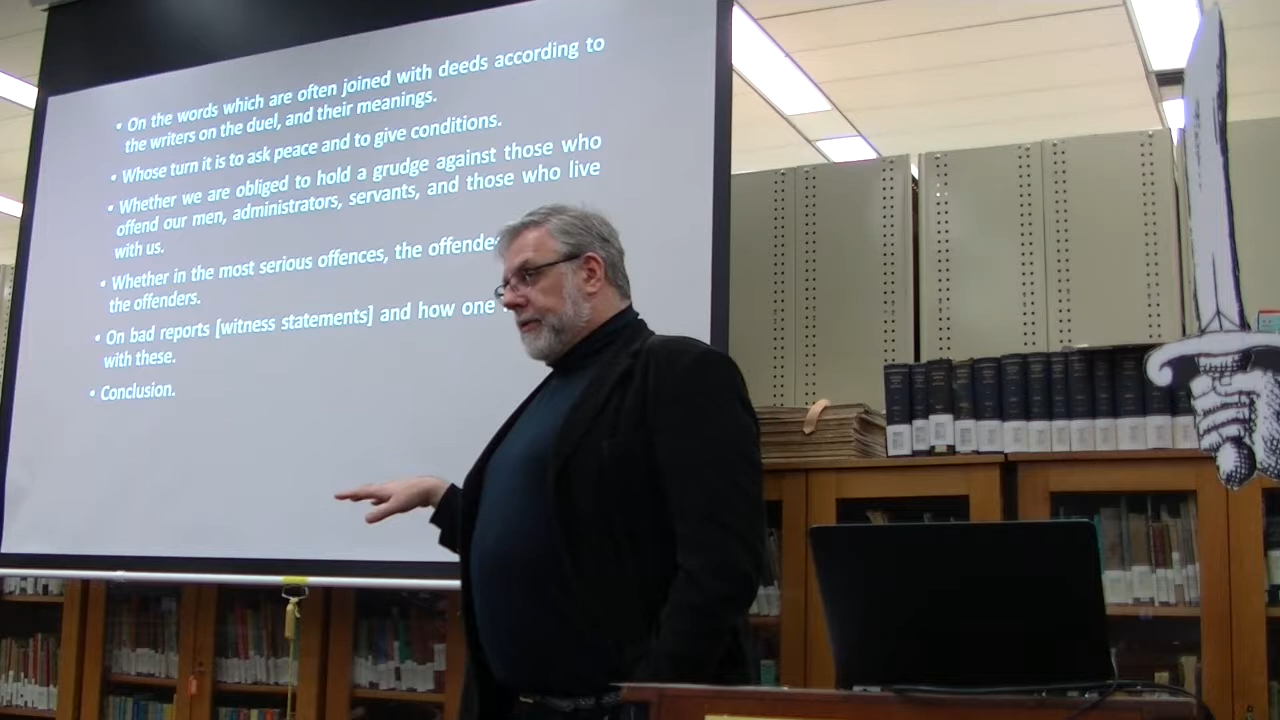 • On the words which are often joined with deeds according to
the writers on the duel, and their meanings.
• Whose turn it is to ask peace and to give conditions.
• Whether we are obliged to hold a grudge against those who
offend our men, administrators, servants, and those who live
with us.
• Whether in the most serious offences, the
the offenders.
• On bad reports [witness statements] and how one
with these.
• Conclusion.